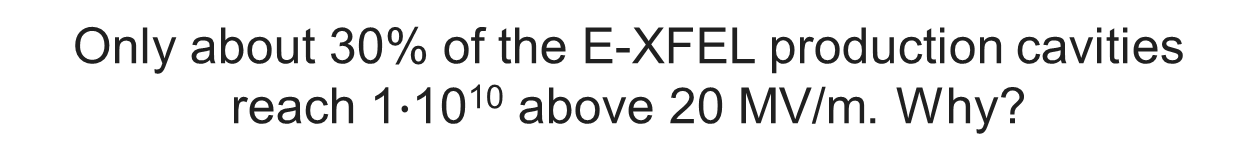 Only about 30% of the E-XFEL production cavities
reach 1·10¹⁰ above 20 MV/m. Why?